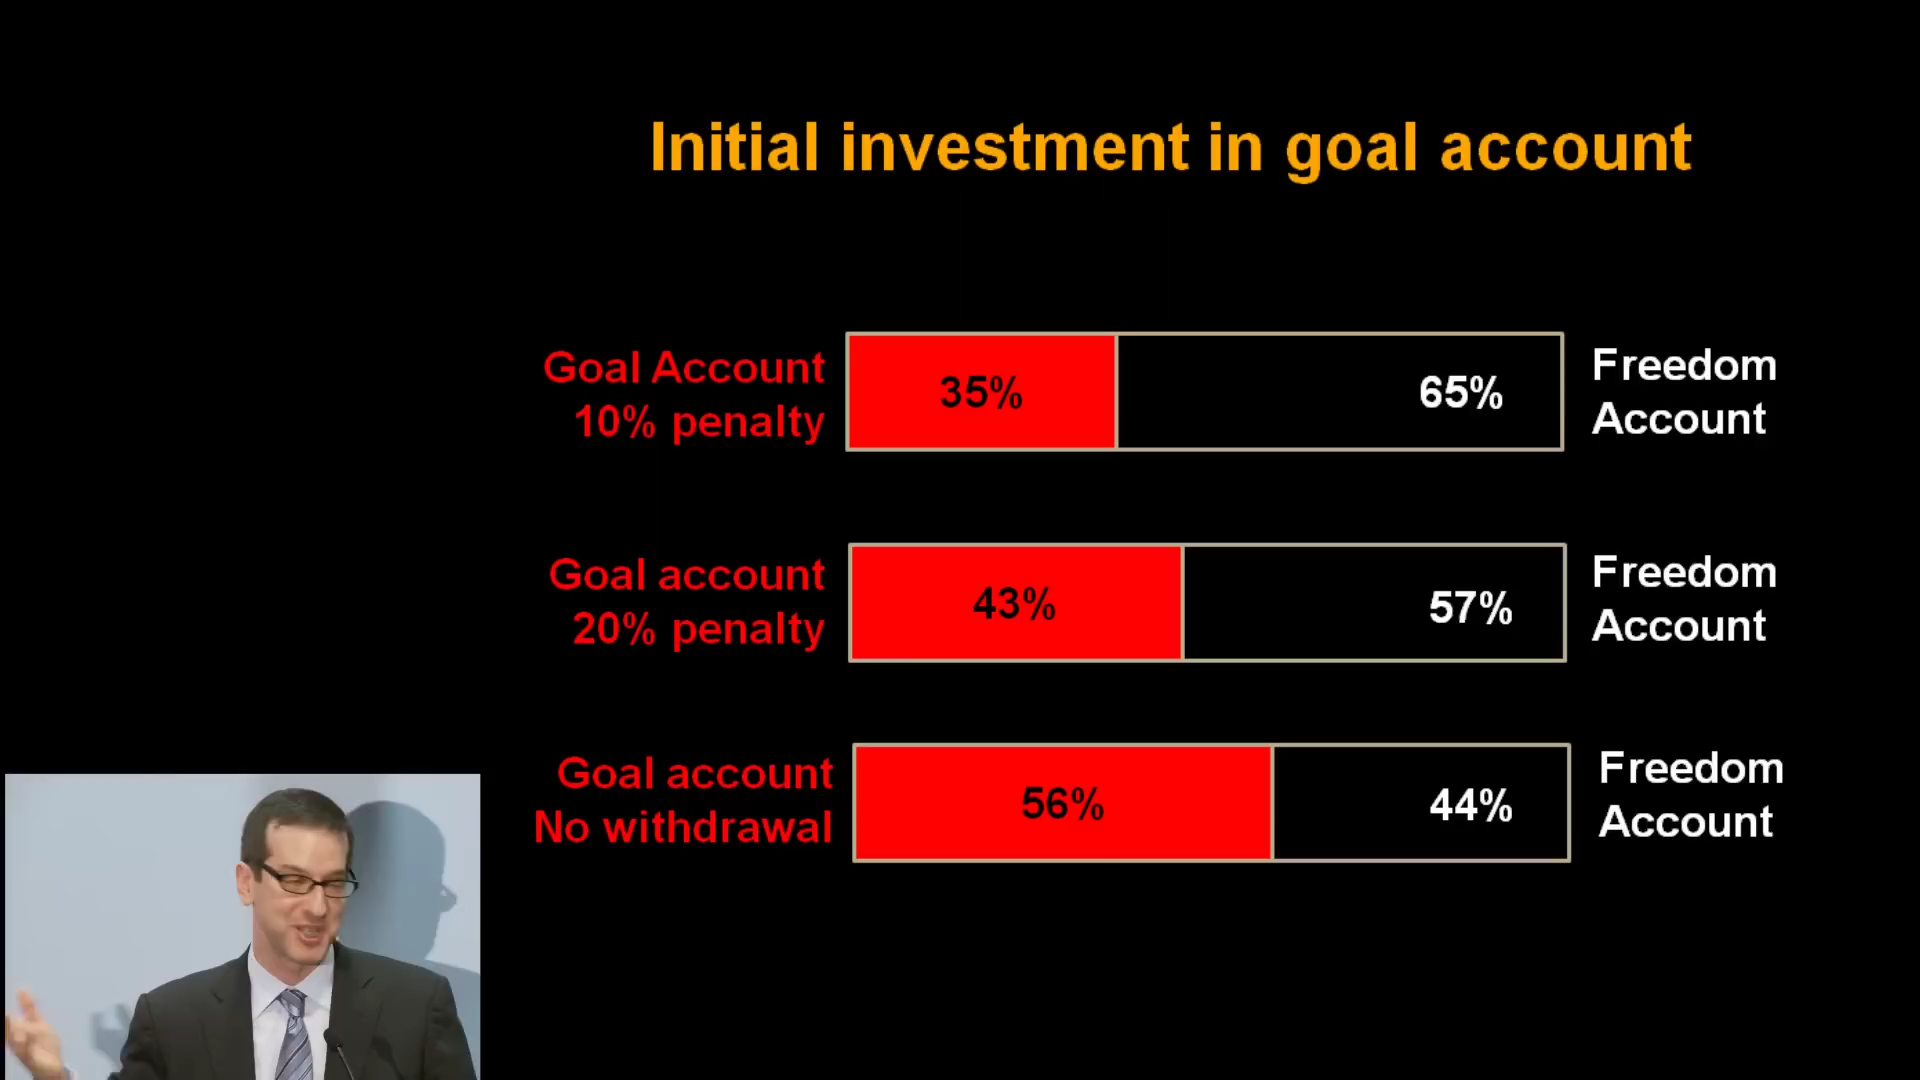 Initial investment in goal account
Goal Account
10% penalty
35%
65%
Freedom
Account
Goal account
20% penalty
43%
57%
Freedom
Account
Goal account
No withdrawal
56%
44%
Freedom
Account